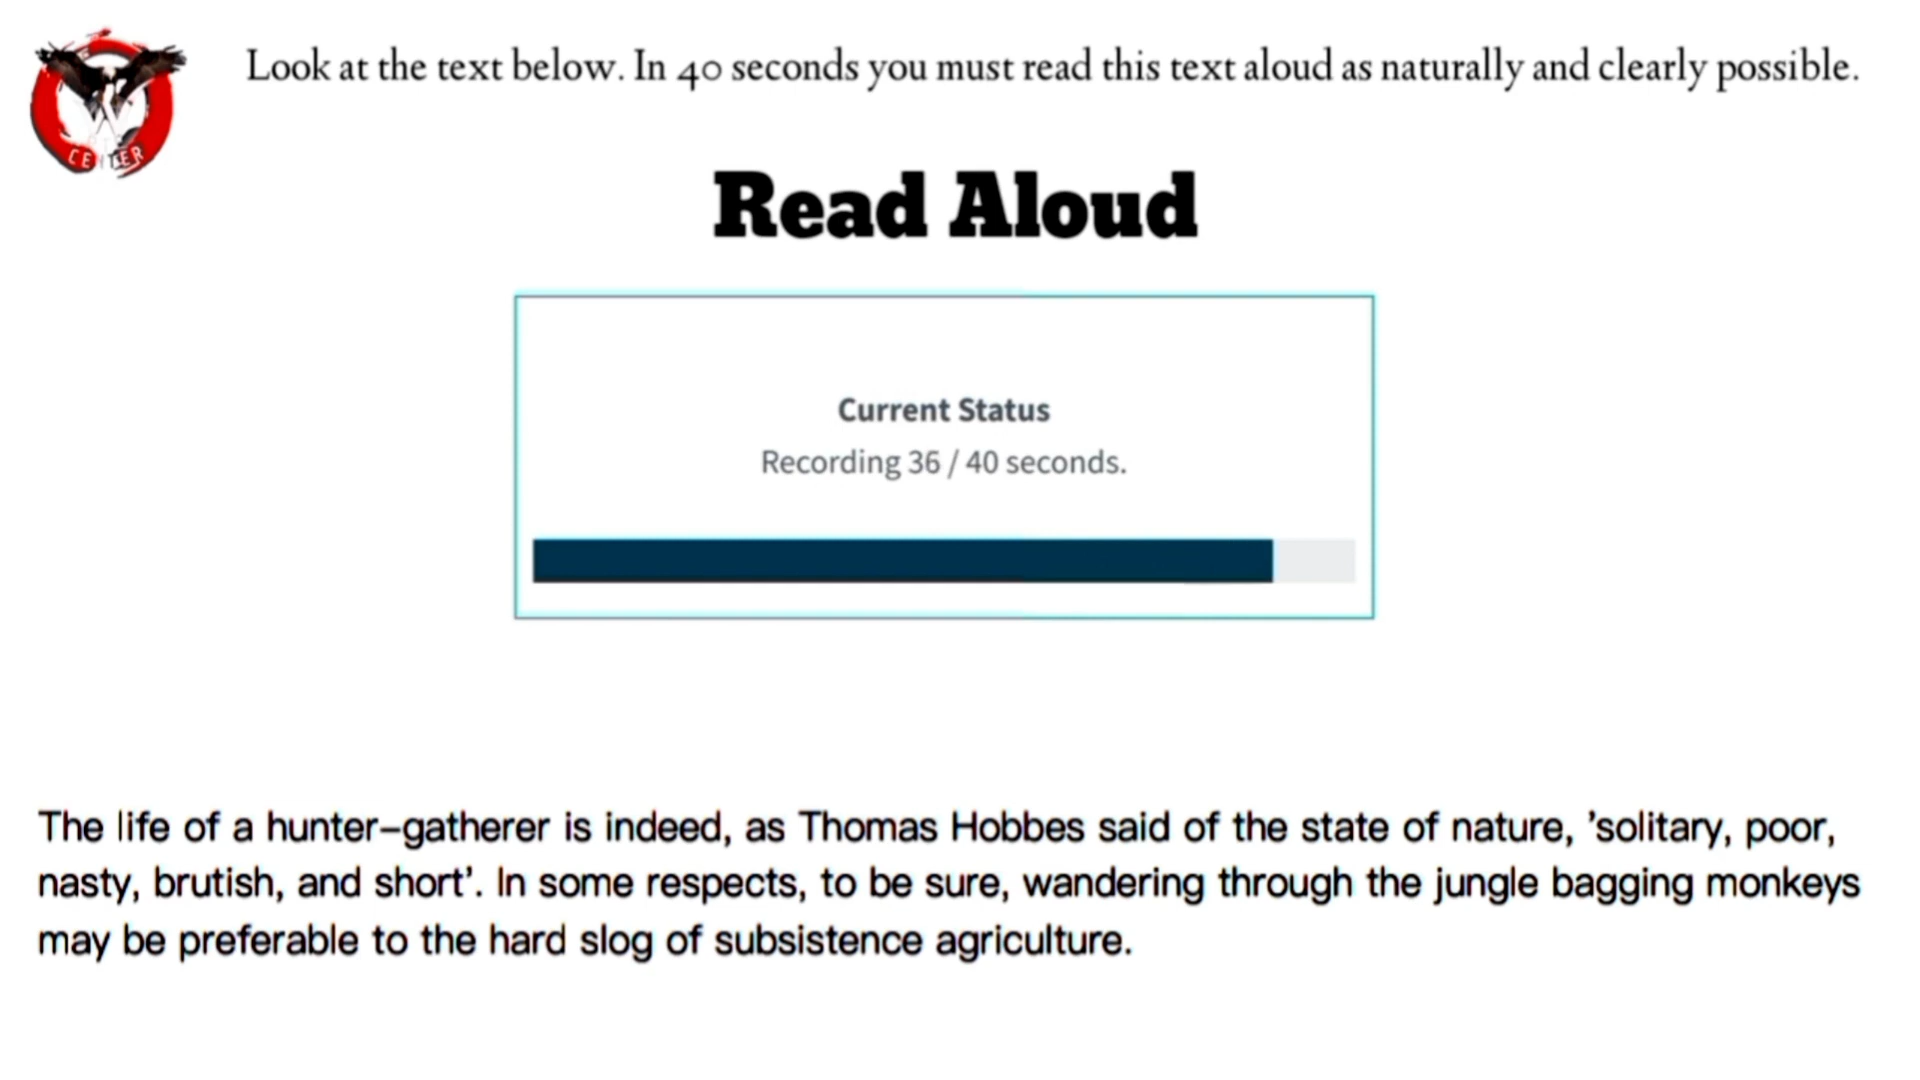 Look at the text below. In 40 seconds you must read this text aloud as naturally and clearly possible.
CENTER
Read Aloud
Current Status
Recording 36 / 40 seconds.
The life of a hunter-gatherer is indeed, as Thomas Hobbes said of the state of nature, 'solitary, poor,
nasty, brutish, and short'. In some respects, to be sure, wandering through the jungle bagging monkeys
may be preferable to the hard slog of subsistence agriculture.